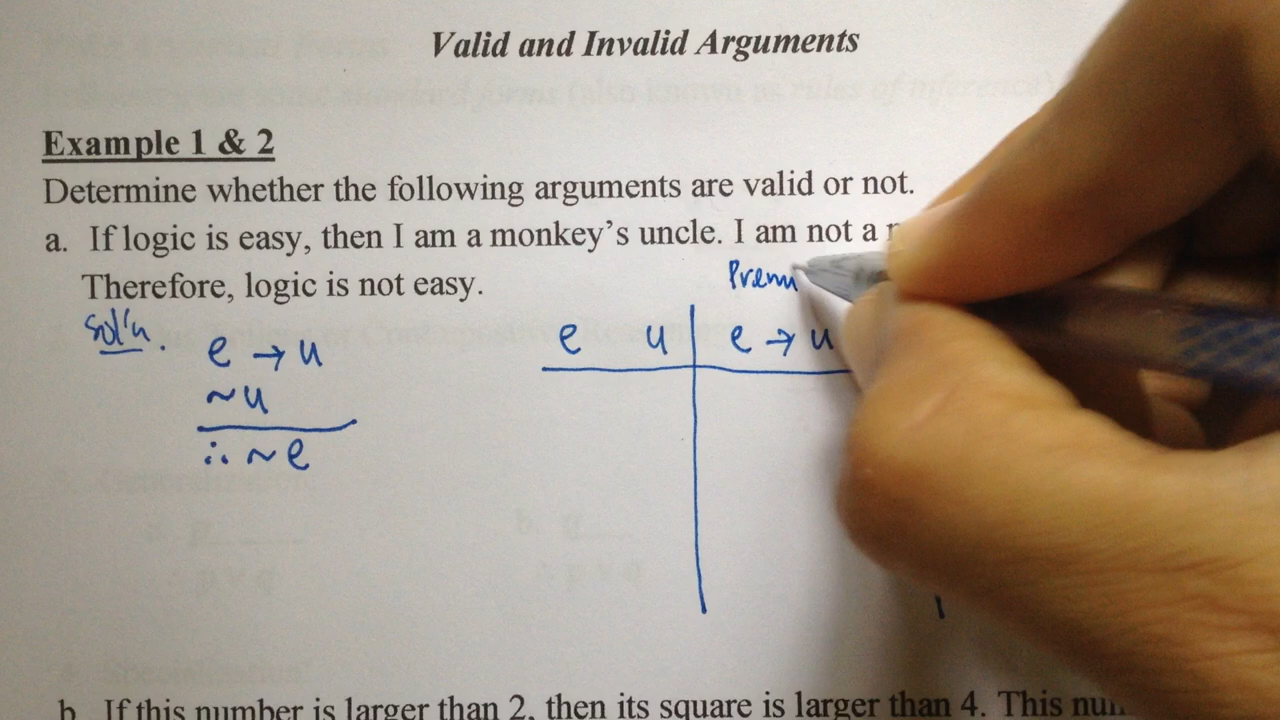 Valid and Invalid Arguments
Example 1 & 2
Determine whether the following arguments are valid or not.
a. If logic is easy, then I am a monkey's uncle. I am not a
Therefore, logic is not easy.
Prem
Sol'n.
e → u
~u
∴ ~e
e u e → u
b. If this number is larger than 2, then its square is larger than 4. This